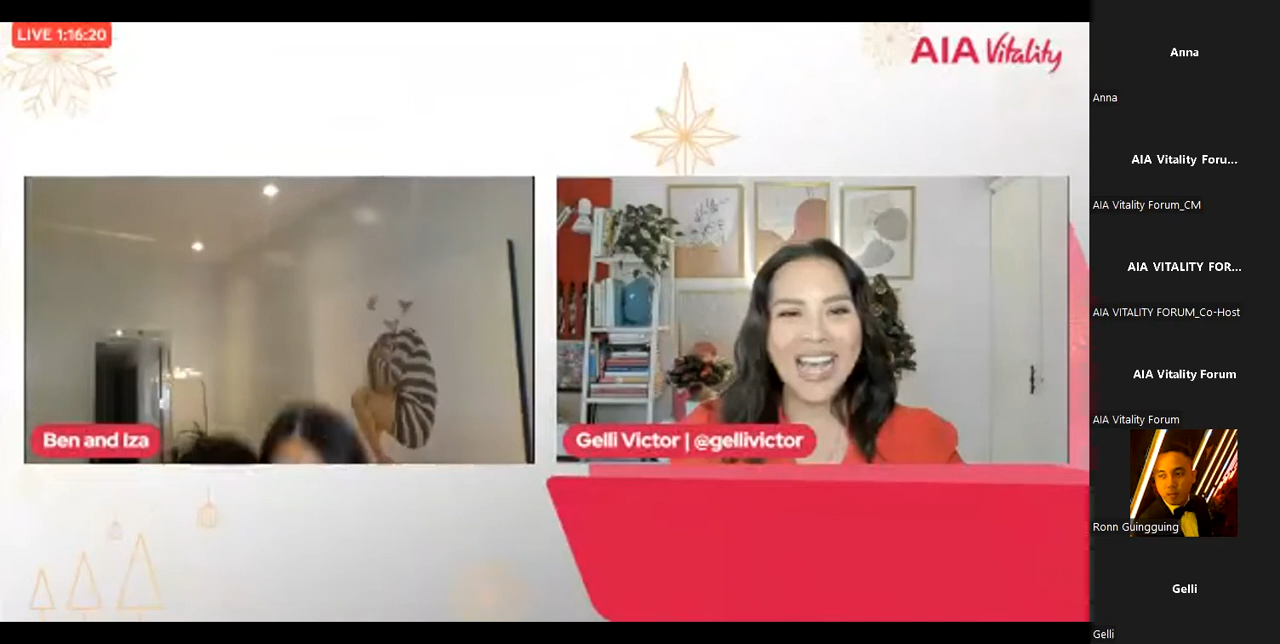 LIVE 1:16:20
AIA Vitality
Ben and Iza
Gelli Victor | @gellivictor
Anna
Anna
AIA Vitality Foru...
AIA Vitality Forum_CM
AIA VITALITY FOR...
AIA VITALITY FORUM_Co-Host
AIA Vitality Forum
AIA Vitality Forum
Ronn Guingguing
Gelli
Gelli